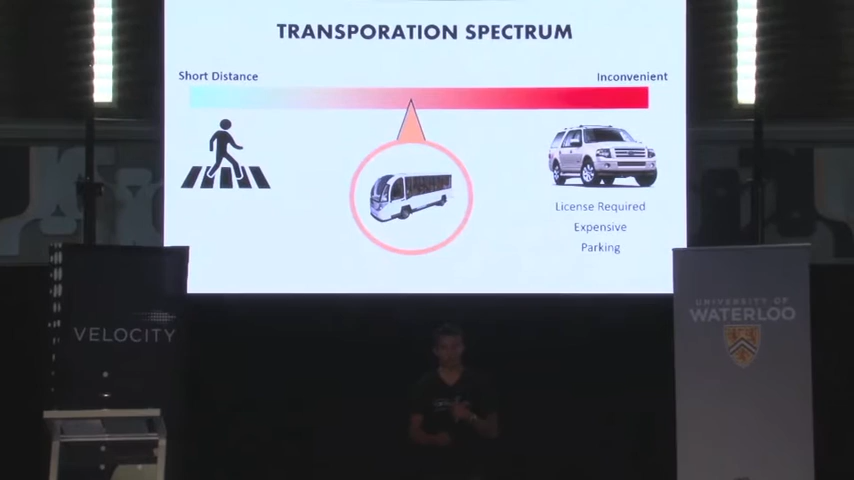 TRANSPORATION SPECTRUM
Short Distance
Inconvenient
License Required
Expensive
Parking
VELOCITY
UNIVERSITY OF
WATERLOO